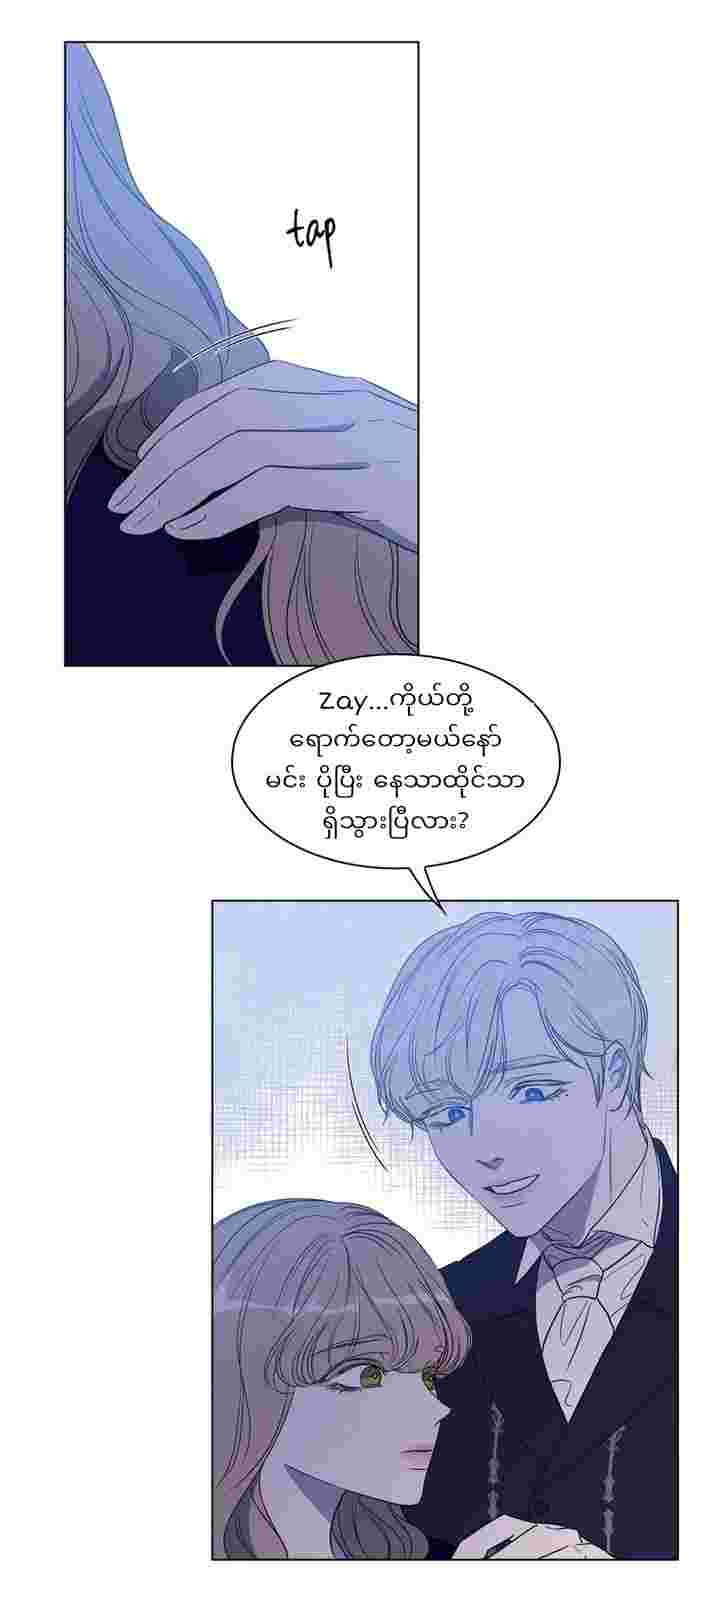 tap
Zay...ကိုယ်တို့
ရောက်တော့မယ်နော်
မင်း ပိုပြီး နေသာထိုင်သာ
ရှိသွားပြီလား?